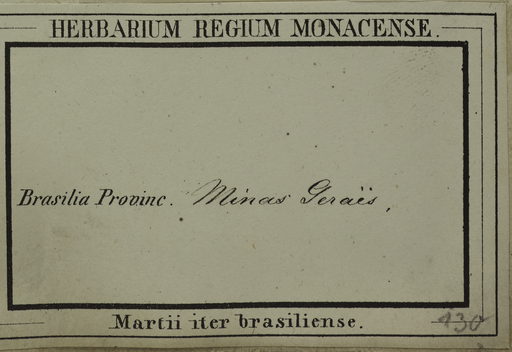 HERBARIUM REGIUM MONACENSE.
Brasilia Provinc. Minas Geraës,
Martii iter brasiliense.
430